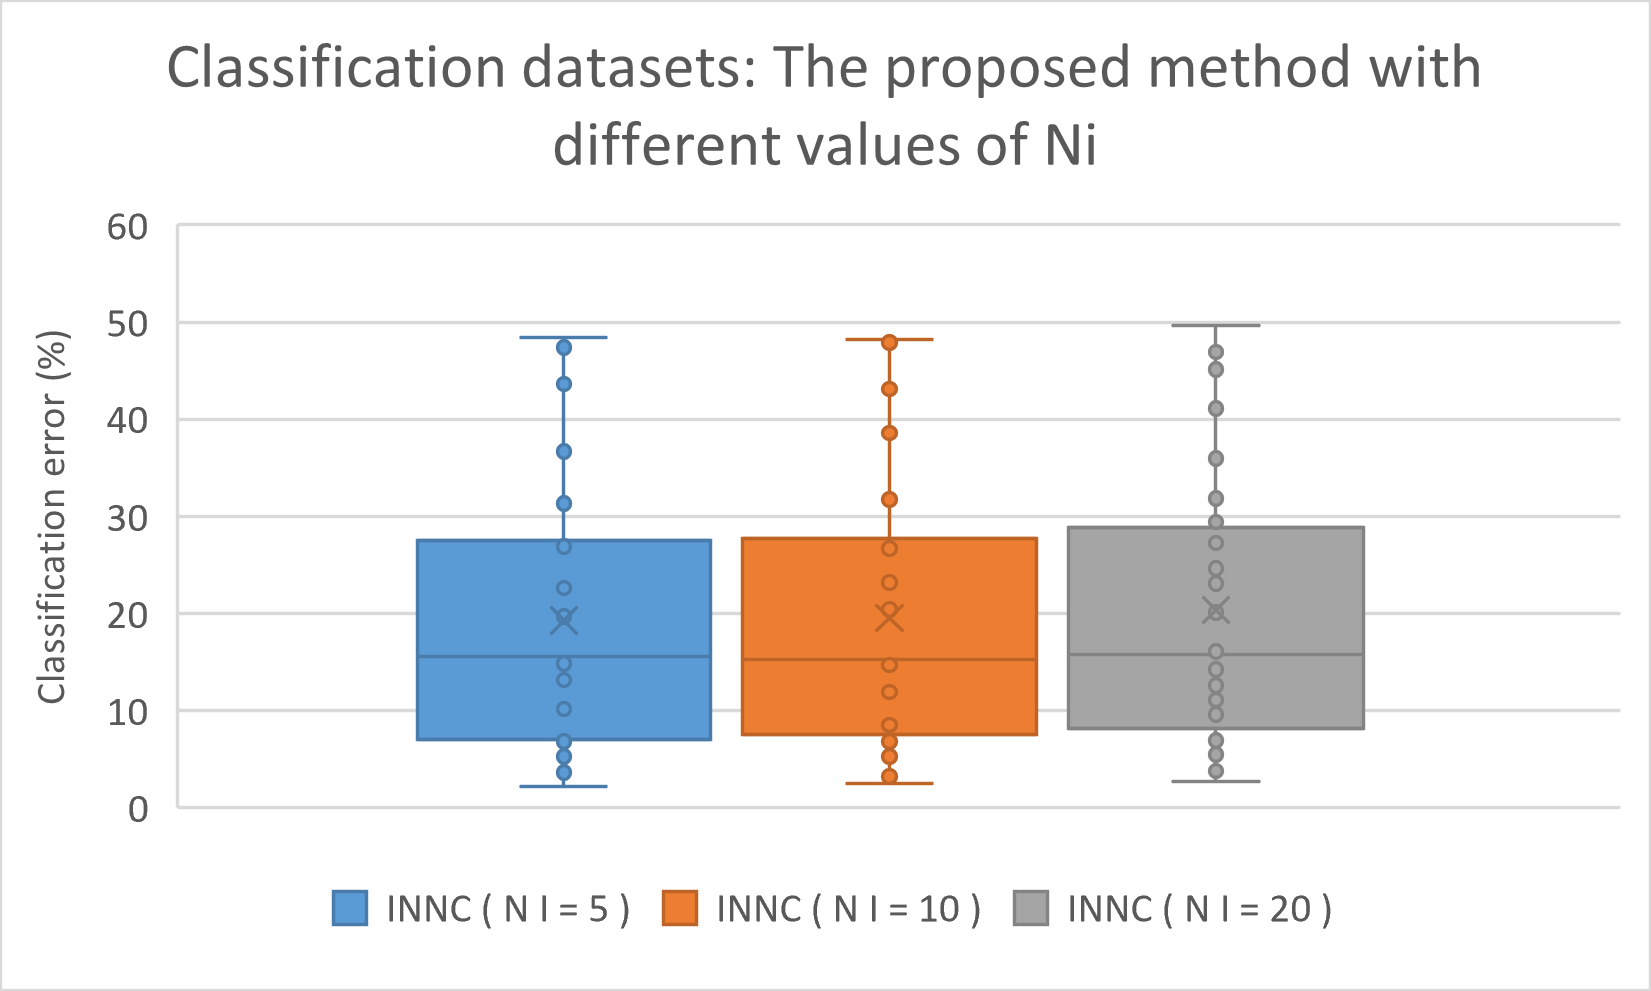 Classification datasets: The proposed method with
different values of Ni
60
50
40
30
20
10
0
Classification error (%)
INNC ( N I = 5 ) INNC ( N I = 10 ) INNC ( N I = 20 )